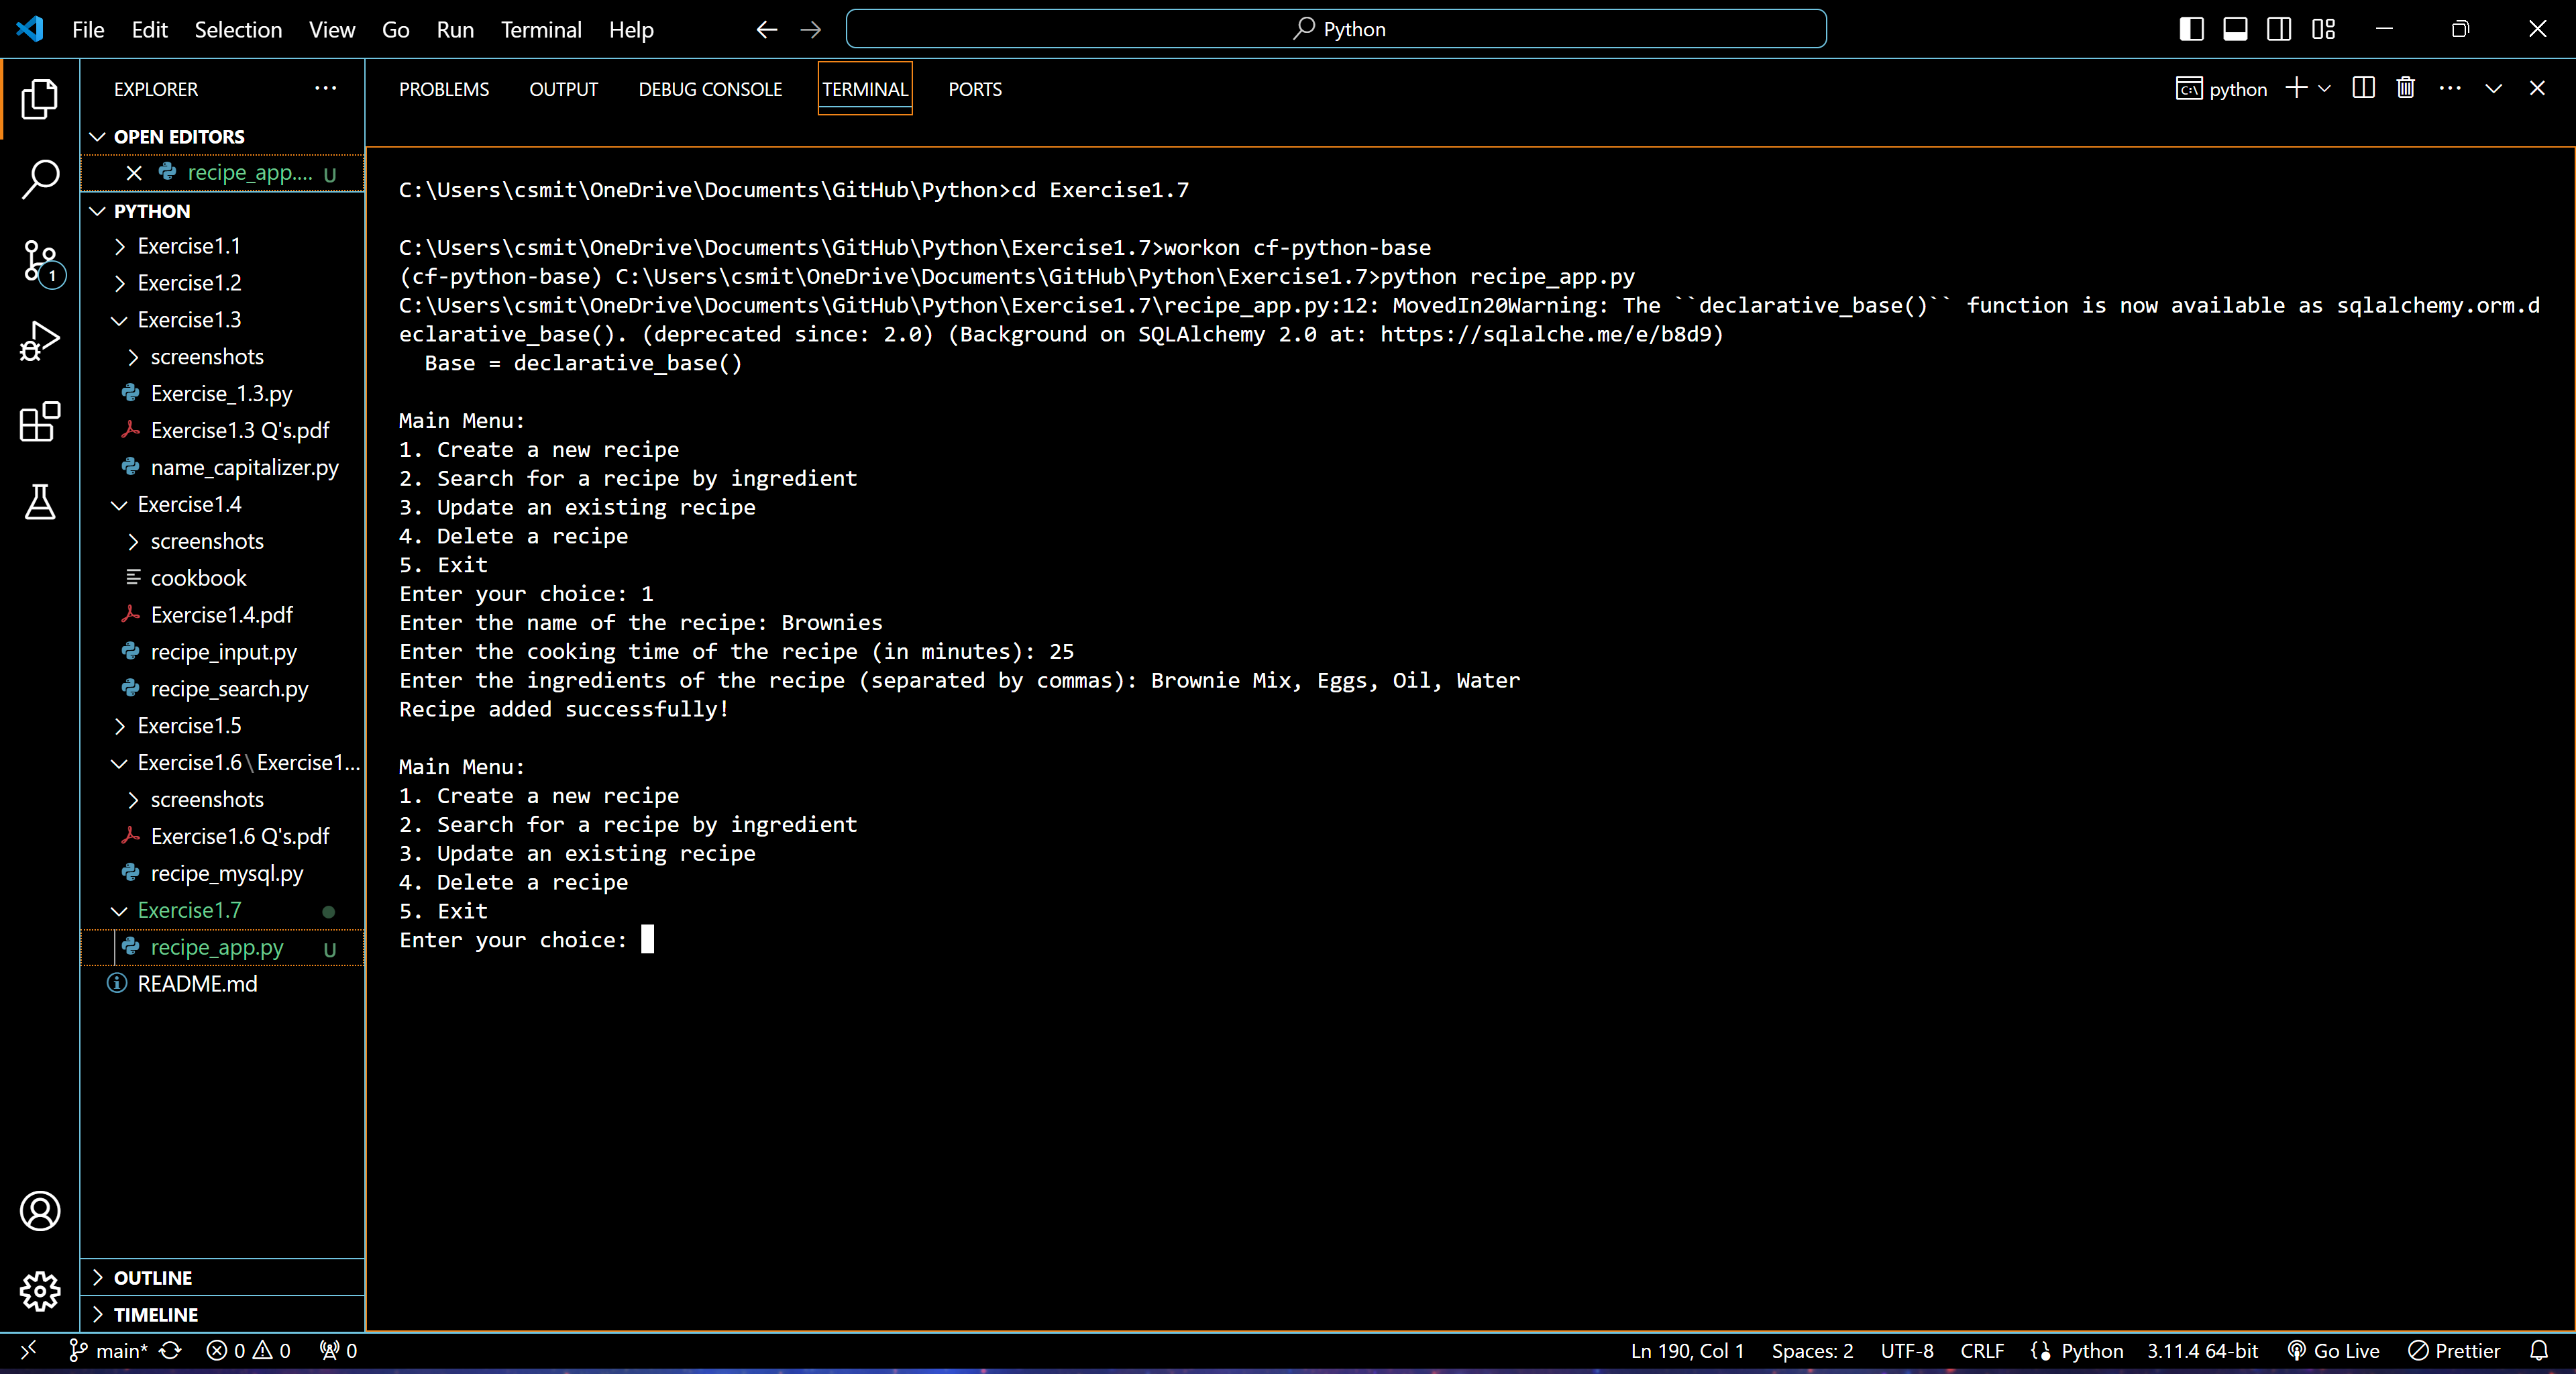 File Edit Selection View Go Run Terminal Help
Python
EXPLORER
OPEN EDITORS
recipe_app.... U
PYTHON
Exercise1.1
Exercise1.2
Exercise1.3
screenshots
Exercise_1.3.py
Exercise1.3 Q's.pdf
name_capitalizer.py
Exercise1.4
screenshots
cookbook
Exercise1.4.pdf
recipe_input.py
recipe_search.py
Exercise1.5
Exercise1.6\Exercise1...
screenshots
Exercise1.6 Q's.pdf
recipe_mysql.py
Exercise1.7
recipe_app.py U
README.md
OUTLINE
TIMELINE
1
PROBLEMS OUTPUT DEBUG CONSOLE TERMINAL PORTS
python
C:\Users\csmit\OneDrive\Documents\GitHub\Python>cd Exercise1.7
C:\Users\csmit\OneDrive\Documents\GitHub\Python\Exercise1.7>workon cf-python-base
(cf-python-base) C:\Users\csmit\OneDrive\Documents\GitHub\Python\Exercise1.7>python recipe_app.py
C:\Users\csmit\OneDrive\Documents\GitHub\Python\Exercise1.7\recipe_app.py:12: MovedIn20Warning: The ``declarative_base()`` function is now available as sqlalchemy.orm.d
eclarative_base(). (deprecated since: 2.0) (Background on SQLAlchemy 2.0 at: https://sqlalche.me/e/b8d9)
Base = declarative_base()
Main Menu:
1. Create a new recipe
2. Search for a recipe by ingredient
3. Update an existing recipe
4. Delete a recipe
5. Exit
Enter your choice: 1
Enter the name of the recipe: Brownies
Enter the cooking time of the recipe (in minutes): 25
Enter the ingredients of the recipe (separated by commas): Brownie Mix, Eggs, Oil, Water
Recipe added successfully!
Main Menu:
1. Create a new recipe
2. Search for a recipe by ingredient
3. Update an existing recipe
4. Delete a recipe
5. Exit
Enter your choice:
main* 0 0 0 Ln 190, Col 1 Spaces: 2 UTF-8 CRLF Python 3.11.4 64-bit Go Live Prettier